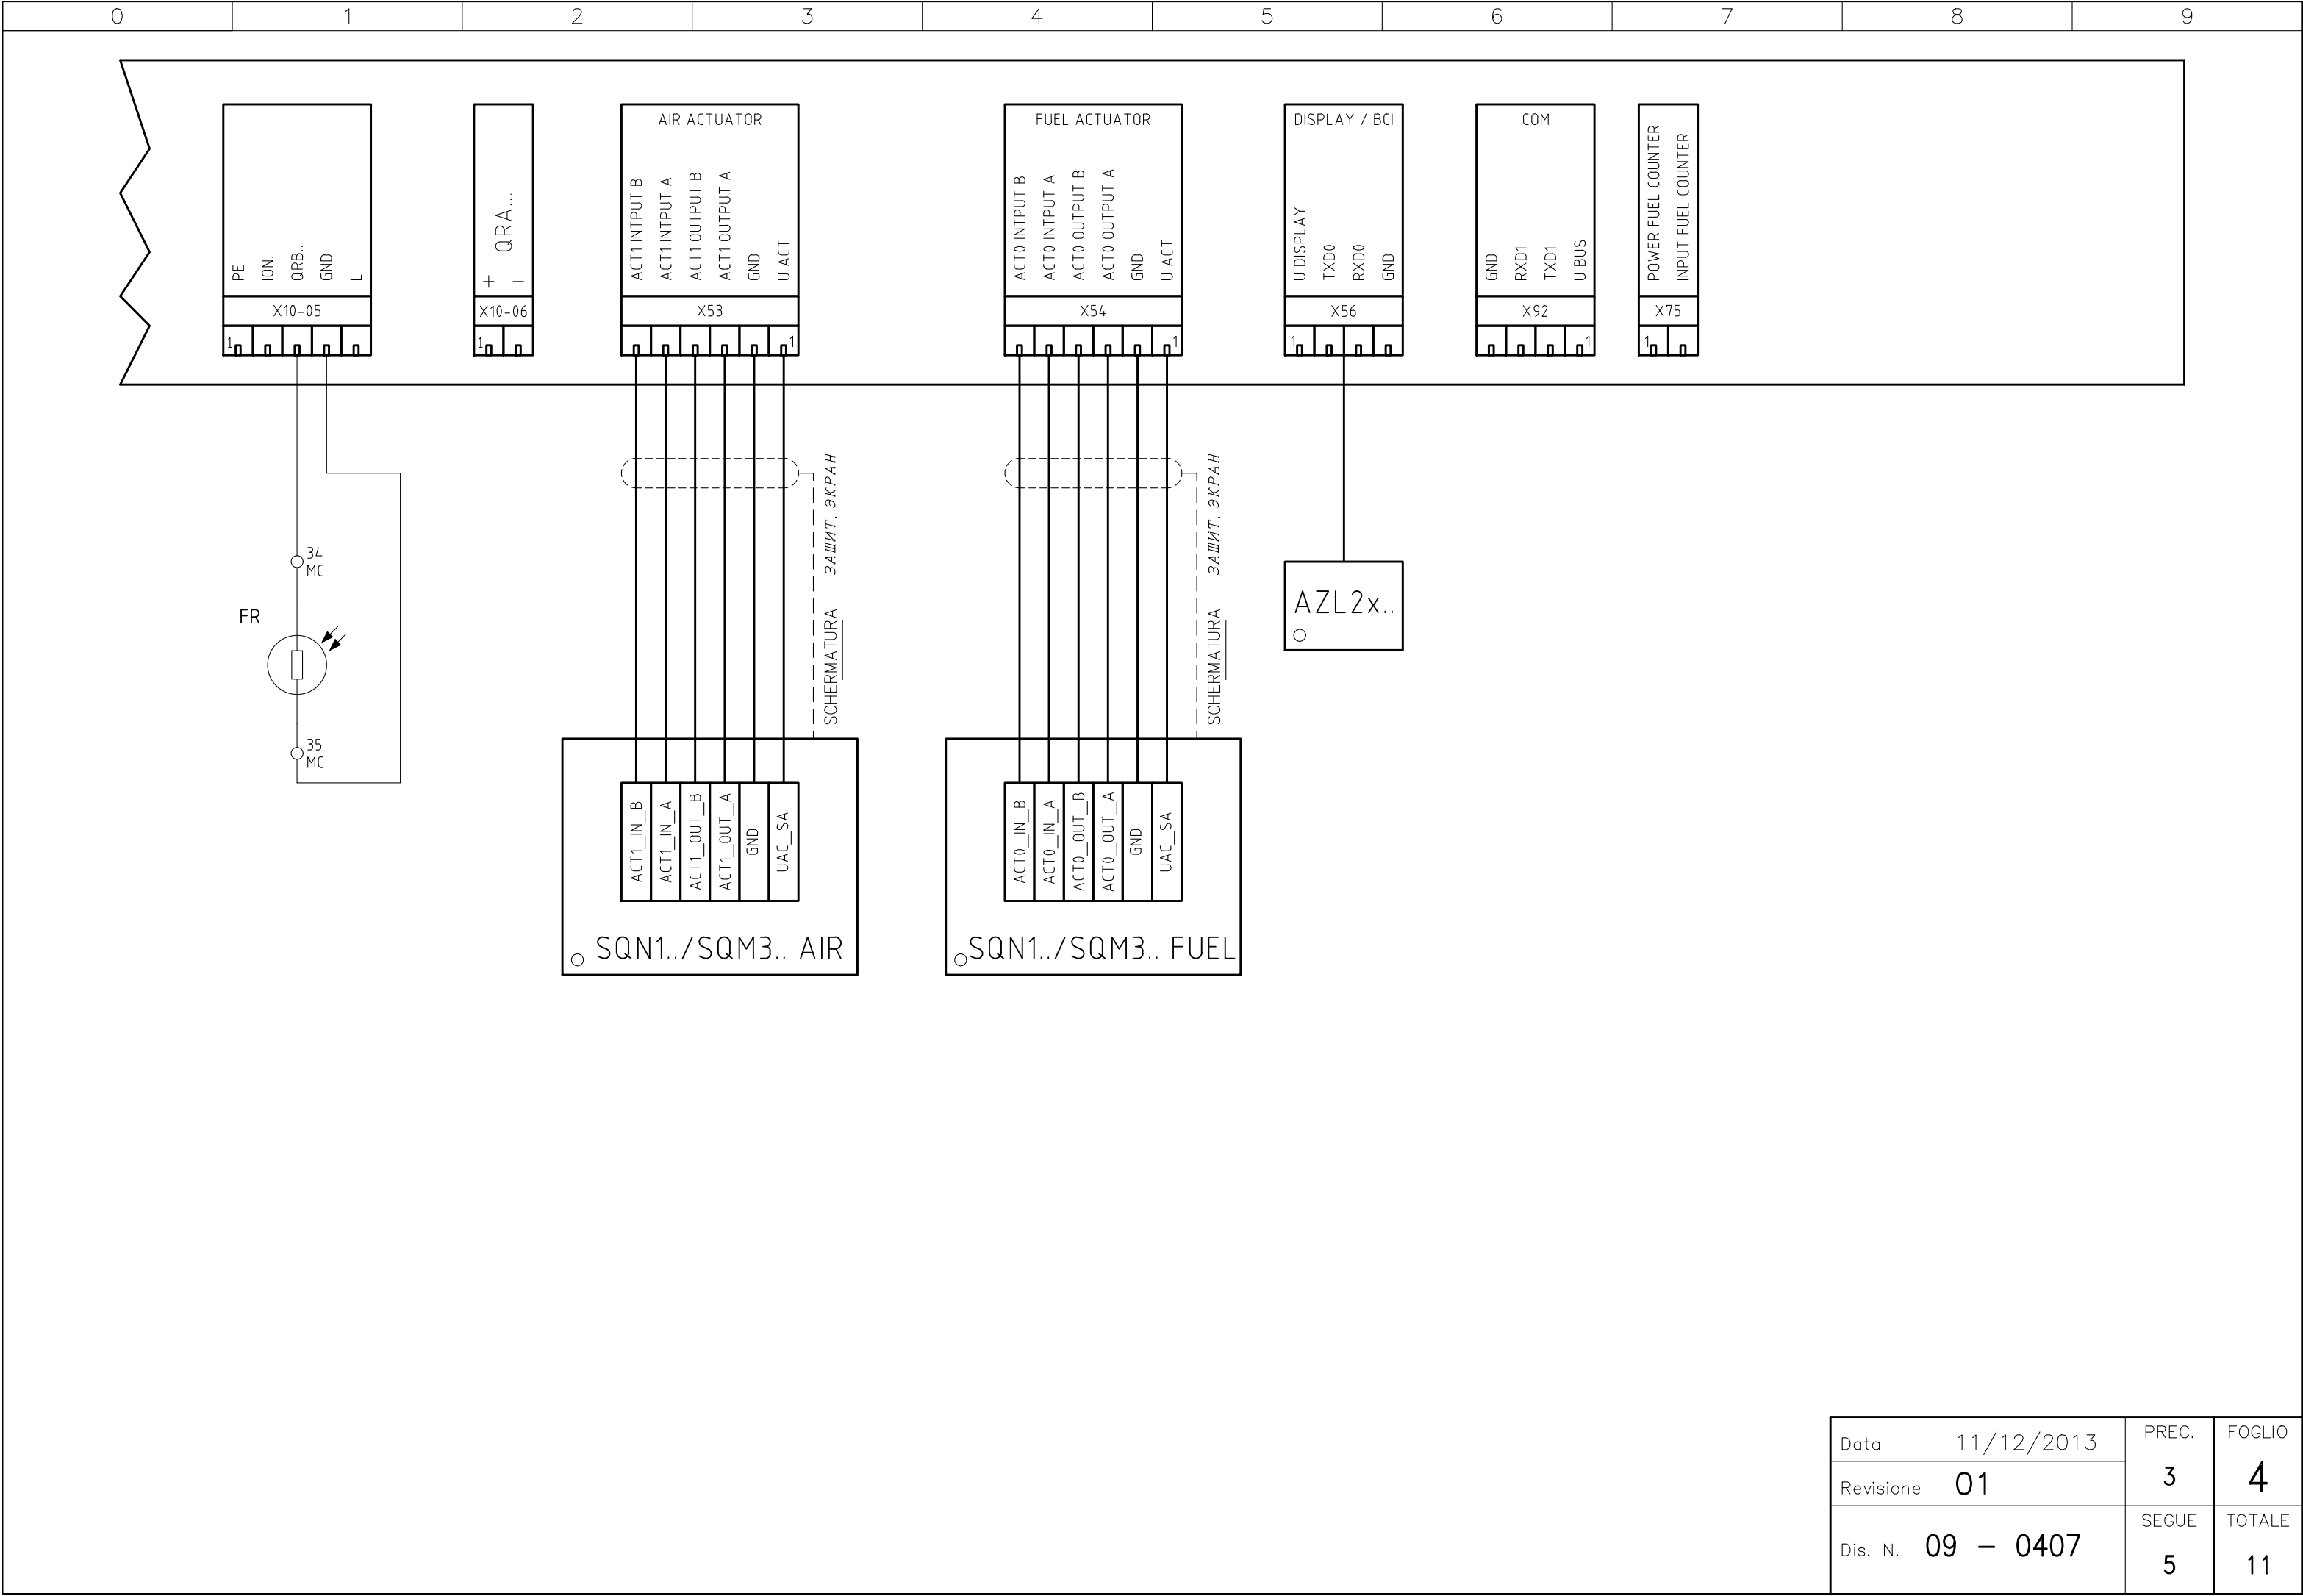 0 1 2 3 4 5 6 7 8 9
PE
ION.
QRB...
GND
L
X10-05
1
+ QRA...
-
X10-06
1
AIR ACTUATOR
ACT1 INTPUT B
ACT1 INTPUT A
ACT1 OUTPUT B
ACT1 OUTPUT A
GND
U ACT
X53
1
FUEL ACTUATOR
ACT0 INTPUT B
ACT0 INTPUT A
ACT0 OUTPUT B
ACT0 OUTPUT A
GND
U ACT
X54
1
DISPLAY / BCI
U DISPLAY
TXD0
RXD0
GND
X56
1
COM
GND
RXD1
TXD1
U BUS
X92
1
POWER FUEL COUNTER
INPUT FUEL COUNTER
X75
1
34
MC
FR
35
MC
SCHERMATURA ЗАШИТ. ЭКРАН
SCHERMATURA ЗАШИТ. ЭКРАН
AZL2x..
ACT1_IN_B
ACT1_IN_A
ACT1_OUT_B
ACT1_OUT_A
GND
UAC_SA
SQN1../SQM3.. AIR
ACT0_IN_B
ACT0_IN_A
ACT0_OUT_B
ACT0_OUT_A
GND
UAC_SA
SQN1../SQM3.. FUEL
Data 11/12/2013
Revisione 01
Dis. N. 09 - 0407
PREC.
3
FOGLIO
4
SEGUE
5
TOTALE
11